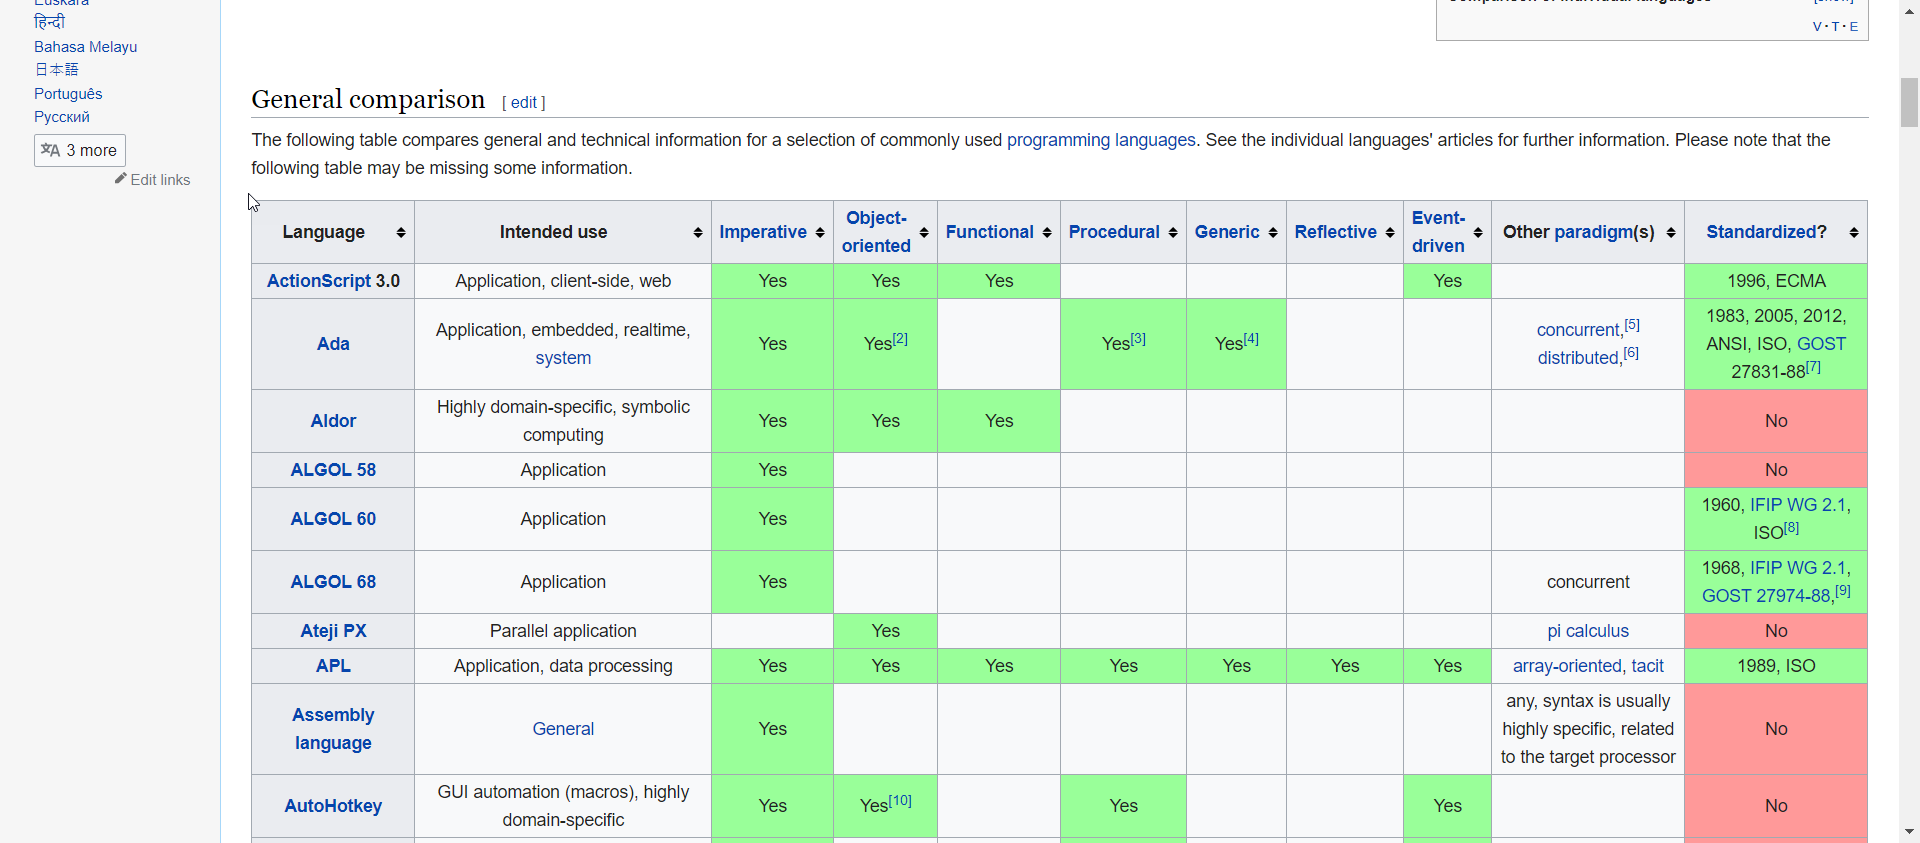 Euskara
हिन्दी
Bahasa Melayu
日本語
Português
Русский
3 more
Edit links
V · T · E
General comparison [ edit ]
The following table compares general and technical information for a selection of commonly used programming languages. See the individual languages' articles for further information. Please note that the
following table may be missing some information.
Language Intended use Imperative Object-oriented Functional Procedural Generic Reflective Event-driven Other paradigm(s) Standardized?
ActionScript 3.0 Application, client-side, web Yes Yes Yes Yes 1996, ECMA
Ada Application, embedded, realtime, system Yes Yes[2] Yes[3] Yes[4] concurrent,[5] distributed,[6] 1983, 2005, 2012, ANSI, ISO, GOST 27831-88[7]
Aldor Highly domain-specific, symbolic computing Yes Yes Yes No
ALGOL 58 Application Yes No
ALGOL 60 Application Yes 1960, IFIP WG 2.1, ISO[8]
ALGOL 68 Application Yes concurrent 1968, IFIP WG 2.1, GOST 27974-88,[9]
Ateji PX Parallel application Yes pi calculus No
APL Application, data processing Yes Yes Yes Yes Yes Yes Yes array-oriented, tacit 1989, ISO
Assembly language General Yes any, syntax is usually highly specific, related to the target processor No
AutoHotkey GUI automation (macros), highly domain-specific Yes Yes[10] Yes Yes No